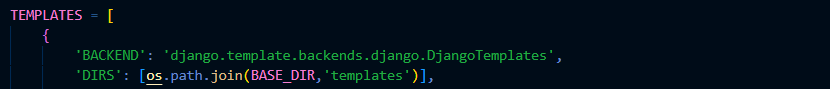 TEMPLATES = [
    {
        'BACKEND': 'django.template.backends.django.DjangoTemplates',
        'DIRS': [os.path.join(BASE_DIR,'templates')],